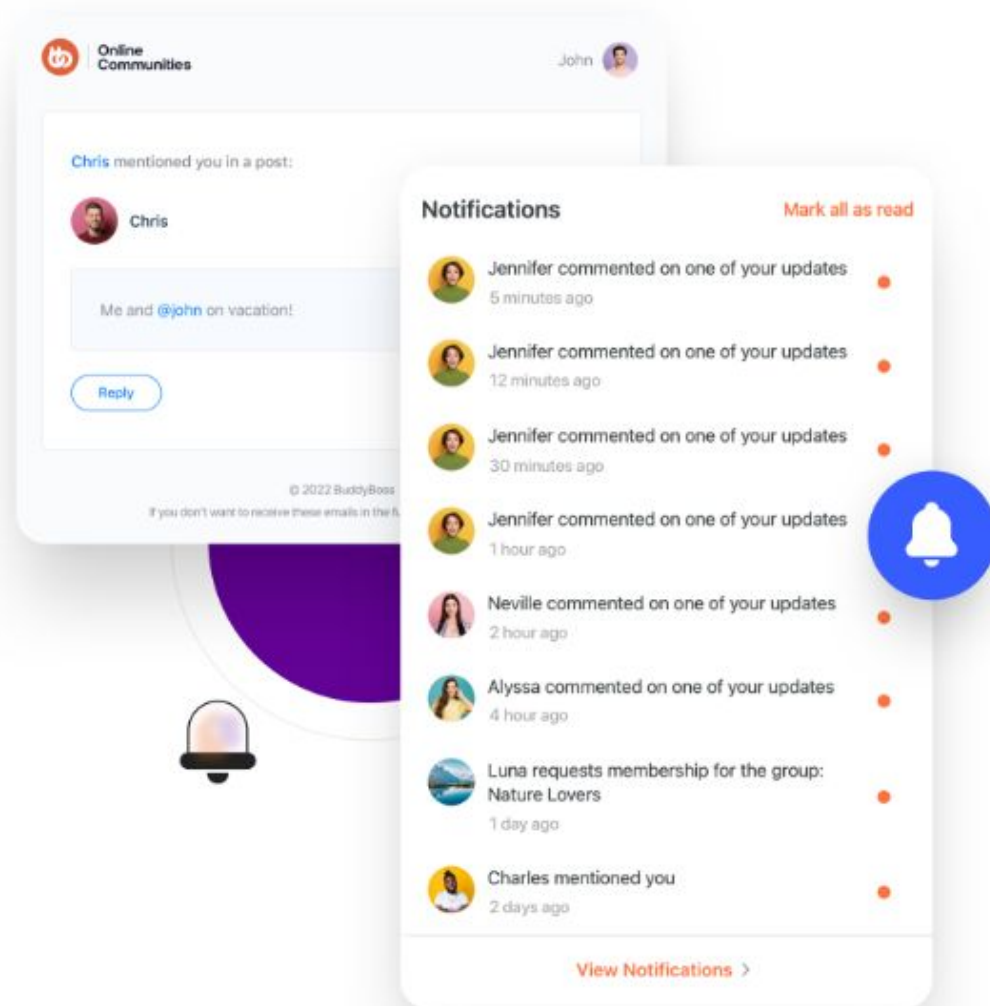 Online
Communities
John
Chris mentioned you in a post:
Chris
Me and @john on vacation!
Reply
© 2022 BuddyBoss
If you don't want to receive these emails in the
Notifications
Mark all as read
Jennifer commented on one of your updates
5 minutes ago
Jennifer commented on one of your updates
12 minutes ago
Jennifer commented on one of your updates
30 minutes ago
Jennifer commented on one of your updates
1 hour ago
Neville commented on one of your updates
2 hour ago
Alyssa commented on one of your updates
4 hour ago
Luna requests membership for the group:
Nature Lovers
1 day ago
Charles mentioned you
2 days ago
View Notifications >